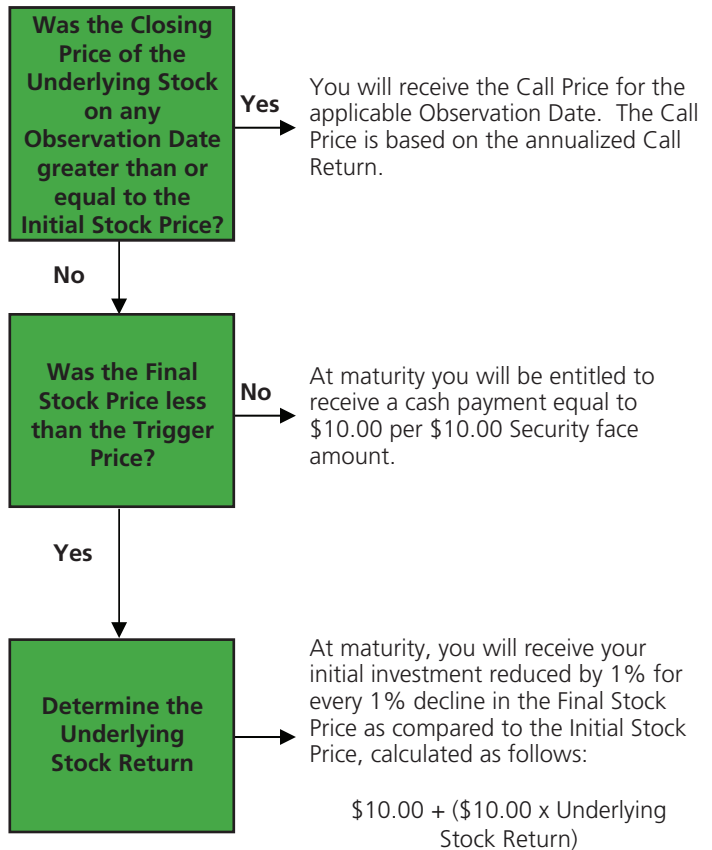 Was the Closing
Price of the
Underlying Stock
on any
Observation Date
greater than or
equal to the
Initial Stock Price?
Yes
You will receive the Call Price for the
applicable Observation Date. The Call
Price is based on the annualized Call
Return.
No
Was the Final
Stock Price less
than the Trigger
Price?
No
At maturity you will be entitled to
receive a cash payment equal to
$10.00 per $10.00 Security face
amount.
Yes
Determine the
Underlying
Stock Return
At maturity, you will receive your
initial investment reduced by 1% for
every 1% decline in the Final Stock
Price as compared to the Initial Stock
Price, calculated as follows:
$10.00 + ($10.00 x Underlying
Stock Return)